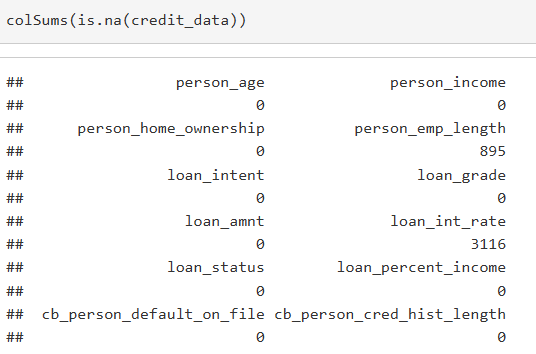 colSums(is.na(credit_data))
## person_age person_income
## 0 0
## person_home_ownership person_emp_length
## 0 895
## loan_intent loan_grade
## 0 0
## loan_amnt loan_int_rate
## 0 3116
## loan_status loan_percent_income
## 0 0
## cb_person_default_on_file cb_person_cred_hist_length
## 0 0